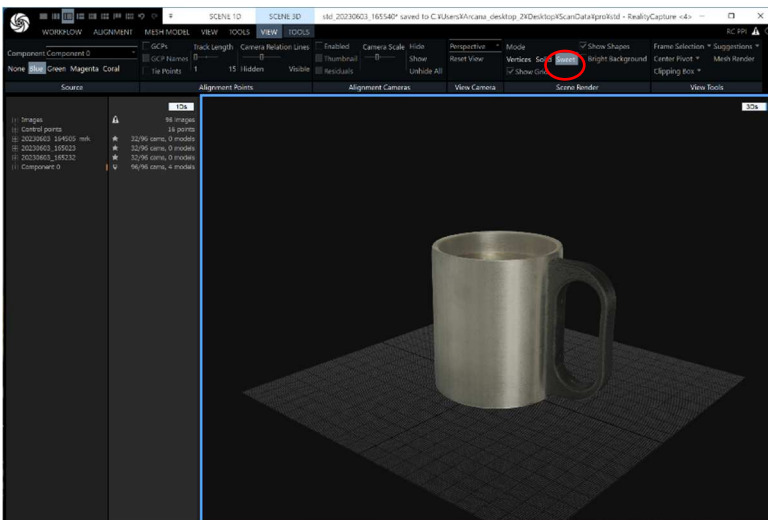 SCENE 1D SCENE 3D std_20230603_165540* saved to C:¥Users¥Arcana_desktop_2¥Desktop¥ScanData¥pro¥std - RealityCapture <4>
WORKFLOW ALIGNMENT MESH MODEL VIEW TOOLS VIEW TOOLS RC PPI
Component Component 0
None Blue Green Magenta Coral
Source
GCPs Track Length Camera Relation Lines
GCP Names
Tie Points 1 15 Hidden Visible
Alignment Points
Enabled Camera Scale Hide
Thumbnail Show
Residuals Unhide All
Alignment Cameras
Perspective
Reset View
View Camera
Mode Show Shapes
Vertices Solid Sweet Bright Background
Show Grid
Scene Render
Frame Selection Suggestions
Center Pivot Mesh Render
Clipping Box
View Tools
1Ds
3Ds
Images 96 images
Control points 16 points
20230603_164505_mrk 32/96 cams, 0 models
20230603_165023 32/96 cams, 0 models
20230603_165232 32/96 cams, 0 models
Component 0 96/96 cams, 4 models